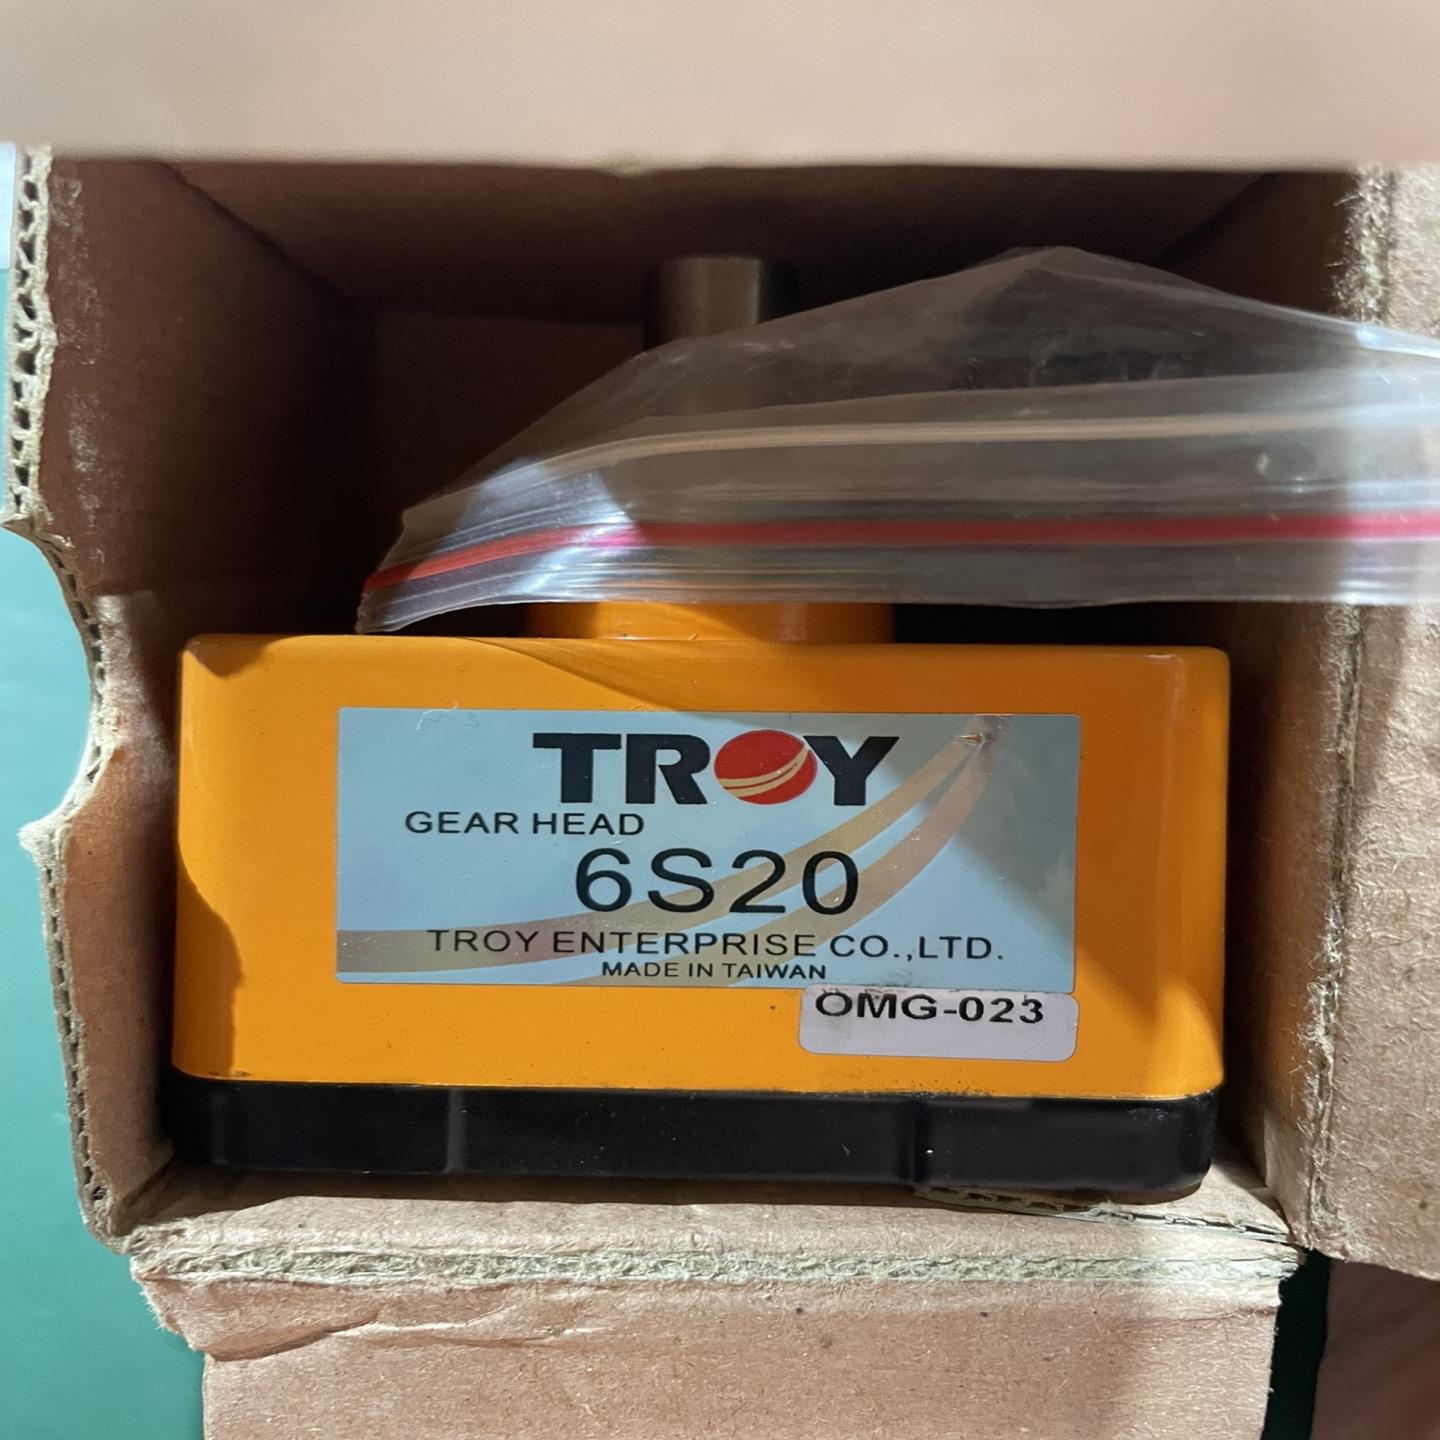 TROY
GEAR HEAD
6S20
TROY ENTERPRISE CO.,LTD.
MADE IN TAIWAN
OMG-023